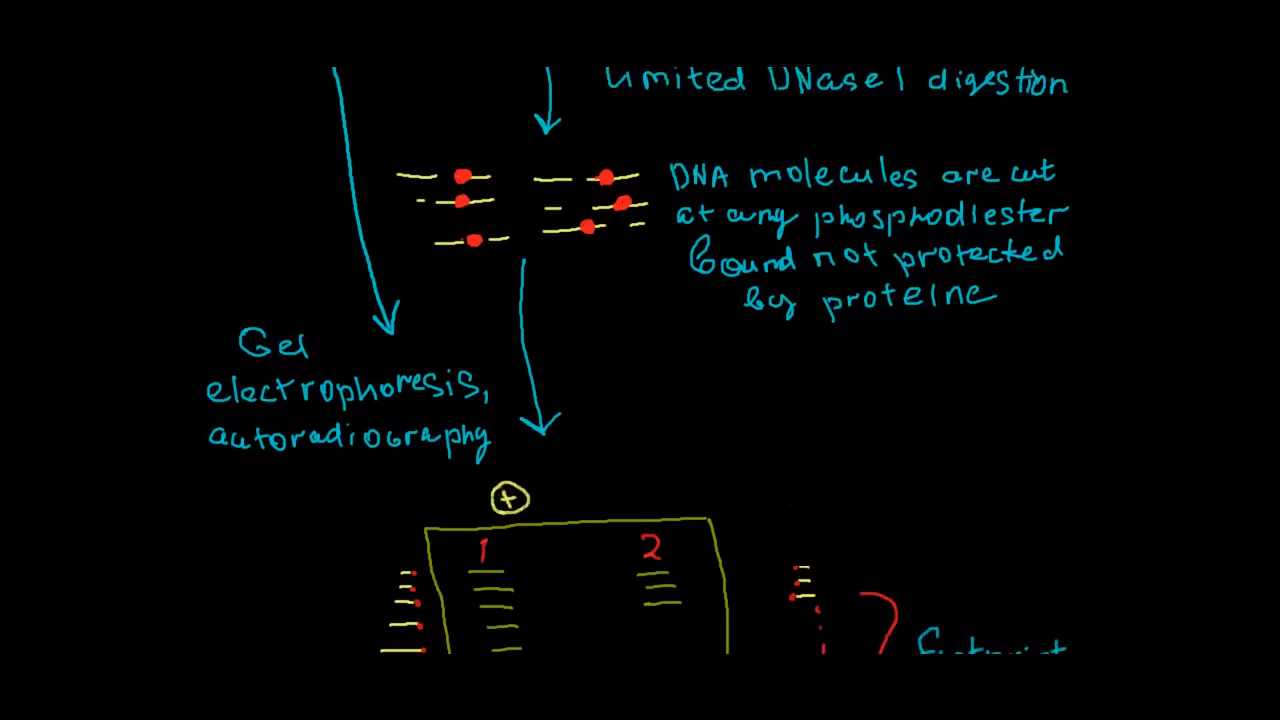 Limited DNase I digestion
DNA molecules are cut
at any phosphodiester
bound not protected
by proteine
Gel
electrophoresis,
autoradiography
+
1 2
Footprint